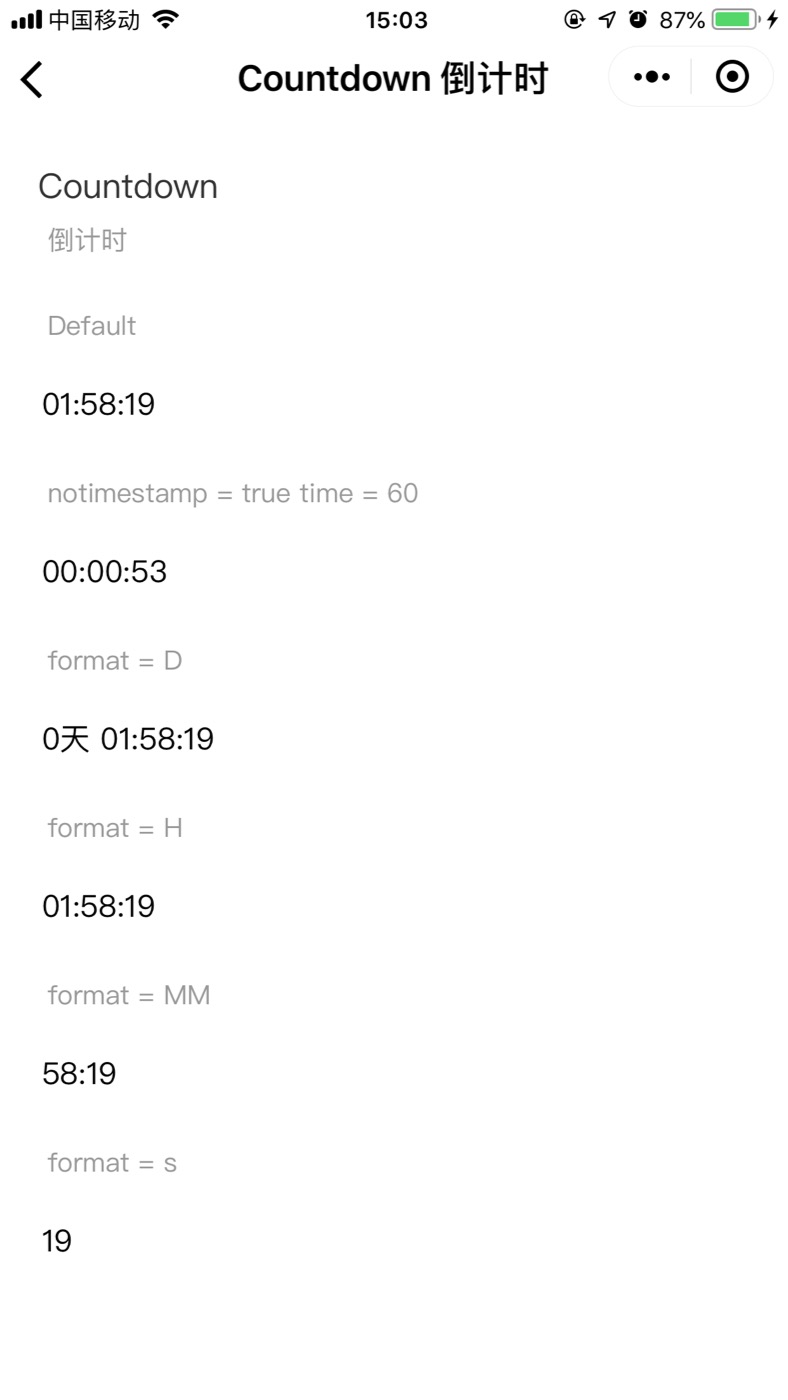 中国移动 15:03 87%
Countdown 倒计时
Countdown
倒计时
Default
01:58:19
notimestamp = true time = 60
00:00:53
format = D
0天 01:58:19
format = H
01:58:19
format = MM
58:19
format = s
19